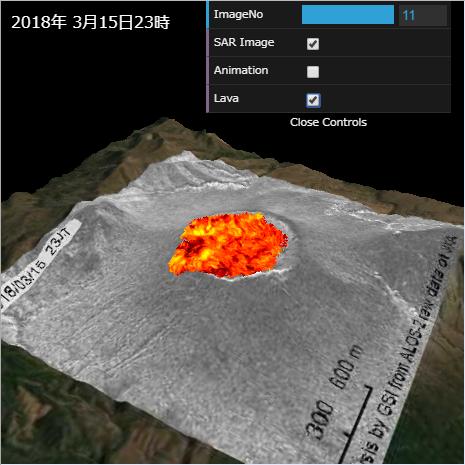 2018年 3月15日23時
ImageNo 11
SAR Image
Animation
Lava
Close Controls
18/03/15 23JT
300 600 m
sis by GSI from ALOS-2 raw data of